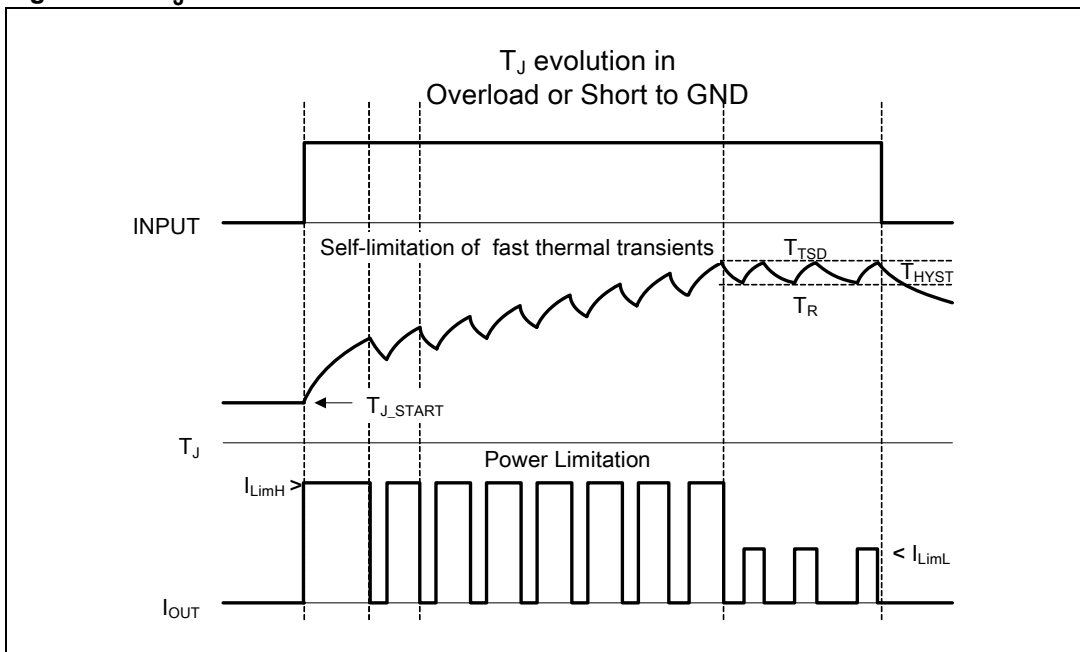 T_J evolution in
Overload or Short to GND
INPUT
Self-limitation of fast thermal transients
T_TSD
T_HYST
T_R
T_J_START
T_J
Power Limitation
I_LimH >
< I_LimL
I_OUT